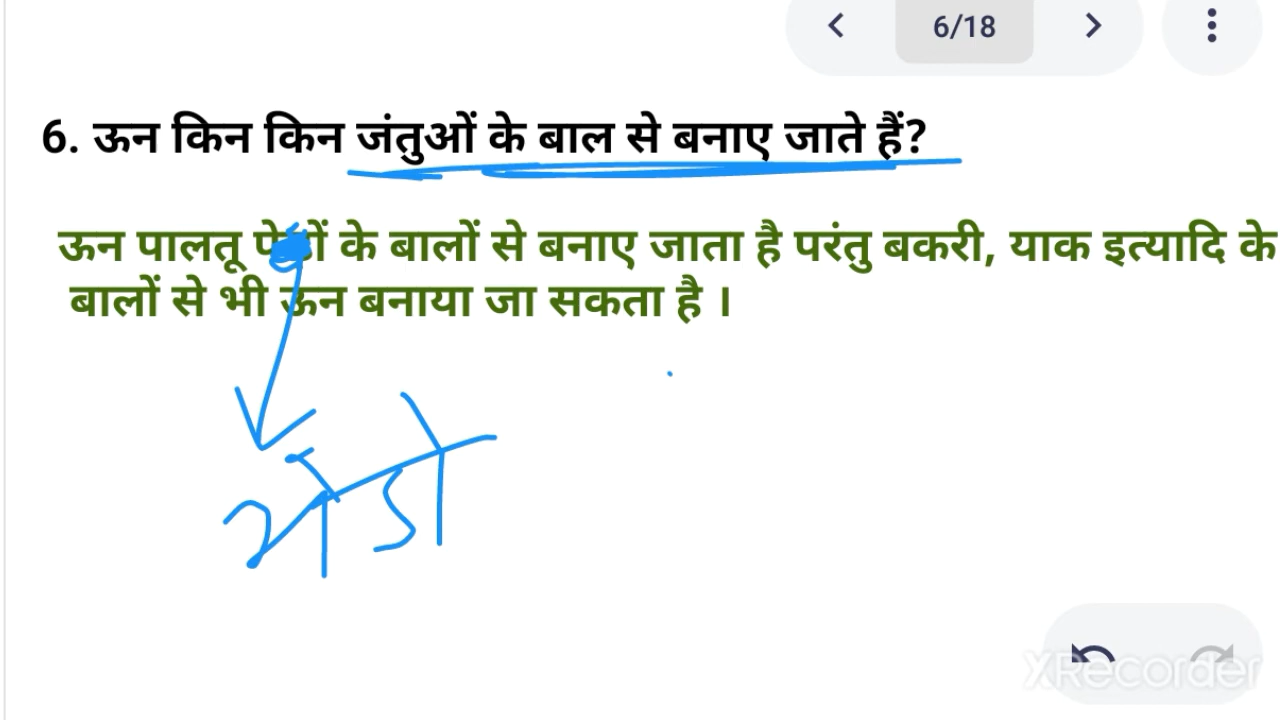 6/18
6. ऊन किन किन जंतुओं के बाल से बनाए जाते हैं?
ऊन पालतू के बालों से बनाए जाता है परंतु बकरी, याक इत्यादि के
बालों से भी ऊन बनाया जा सकता है ।
XRecorder